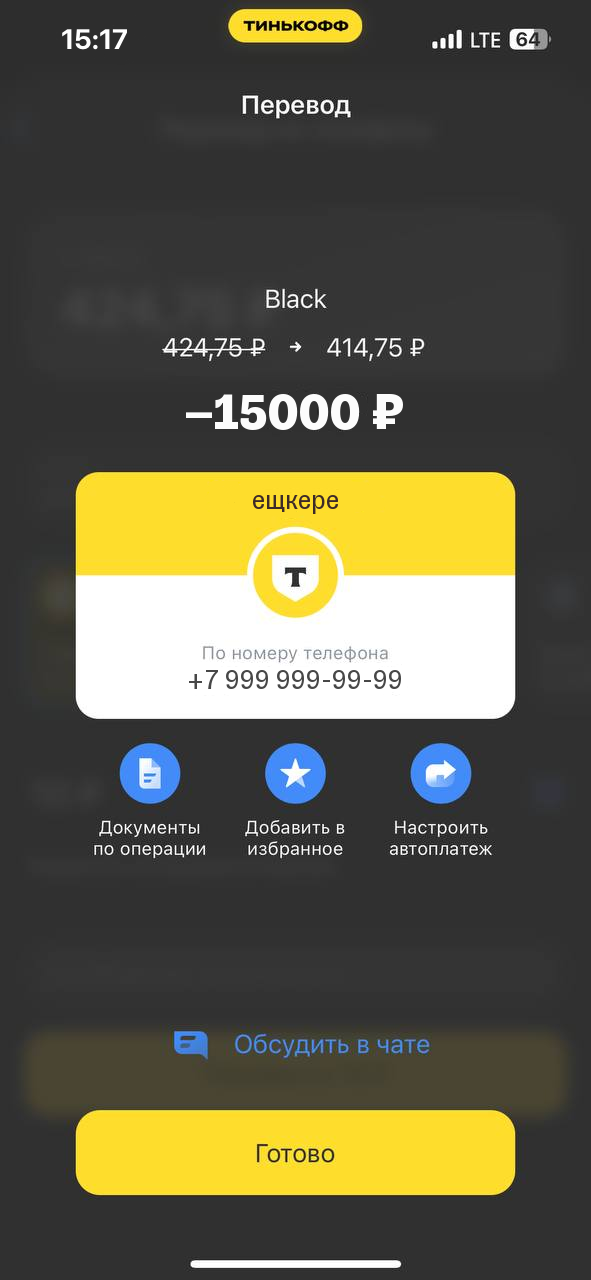 15:17
ТИНЬКОФФ
LTE
64
Перевод
Black
424,75 ₽ → 414,75 ₽
–15000 ₽
ещкере
Т
По номеру телефона
+7 999 999-99-99
Документы
по операции
Добавить в
избранное
Настроить
автоплатеж
Обсудить в чате
Готово